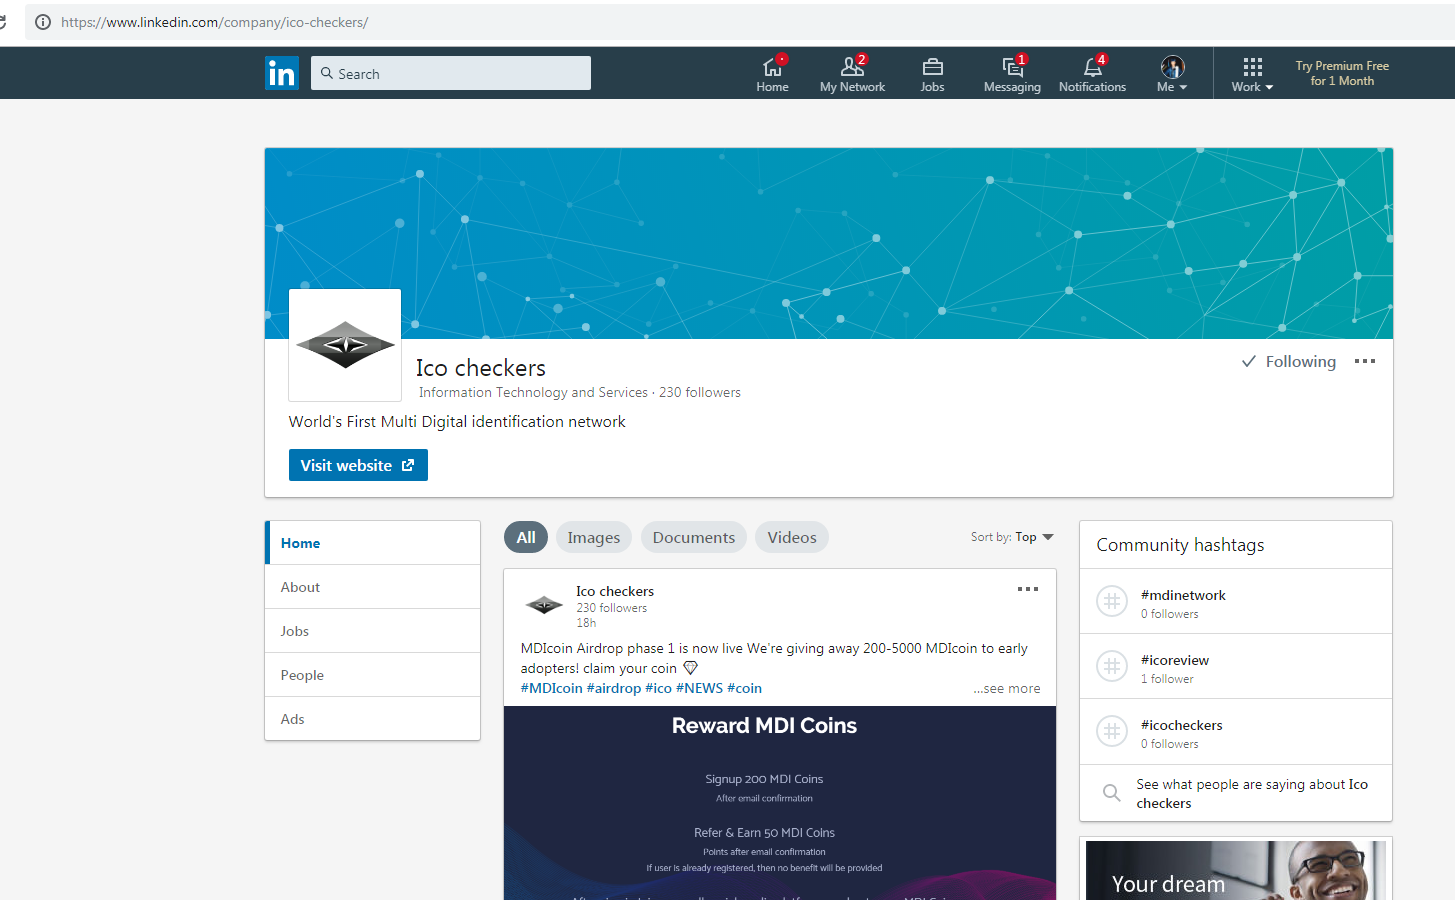 https://www.linkedin.com/company/ico-checkers/
in
Search
Home
2
My Network
Jobs
1
Messaging
4
Notifications
Me
Work
Try Premium Free
for 1 Month
Ico checkers
Information Technology and Services · 230 followers
Following
World's First Multi Digital identification network
Visit website
Home
About
Jobs
People
Ads
All
Images
Documents
Videos
Sort by: Top
Ico checkers
230 followers
18h
MDIcoin Airdrop phase 1 is now live We're giving away 200-5000 MDIcoin to early
adopters! claim your coin
#MDIcoin #airdrop #ico #NEWS #coin
...see more
Reward MDI Coins
Signup 200 MDI Coins
After email confirmation
Refer & Earn 50 MDI Coins
Points after email confirmation
If user is already registered, then no benefit will be provided
Community hashtags
#mdinetwork
0 followers
#icoreview
1 follower
#icocheckers
0 followers
See what people are saying about Ico
checkers
Your dream